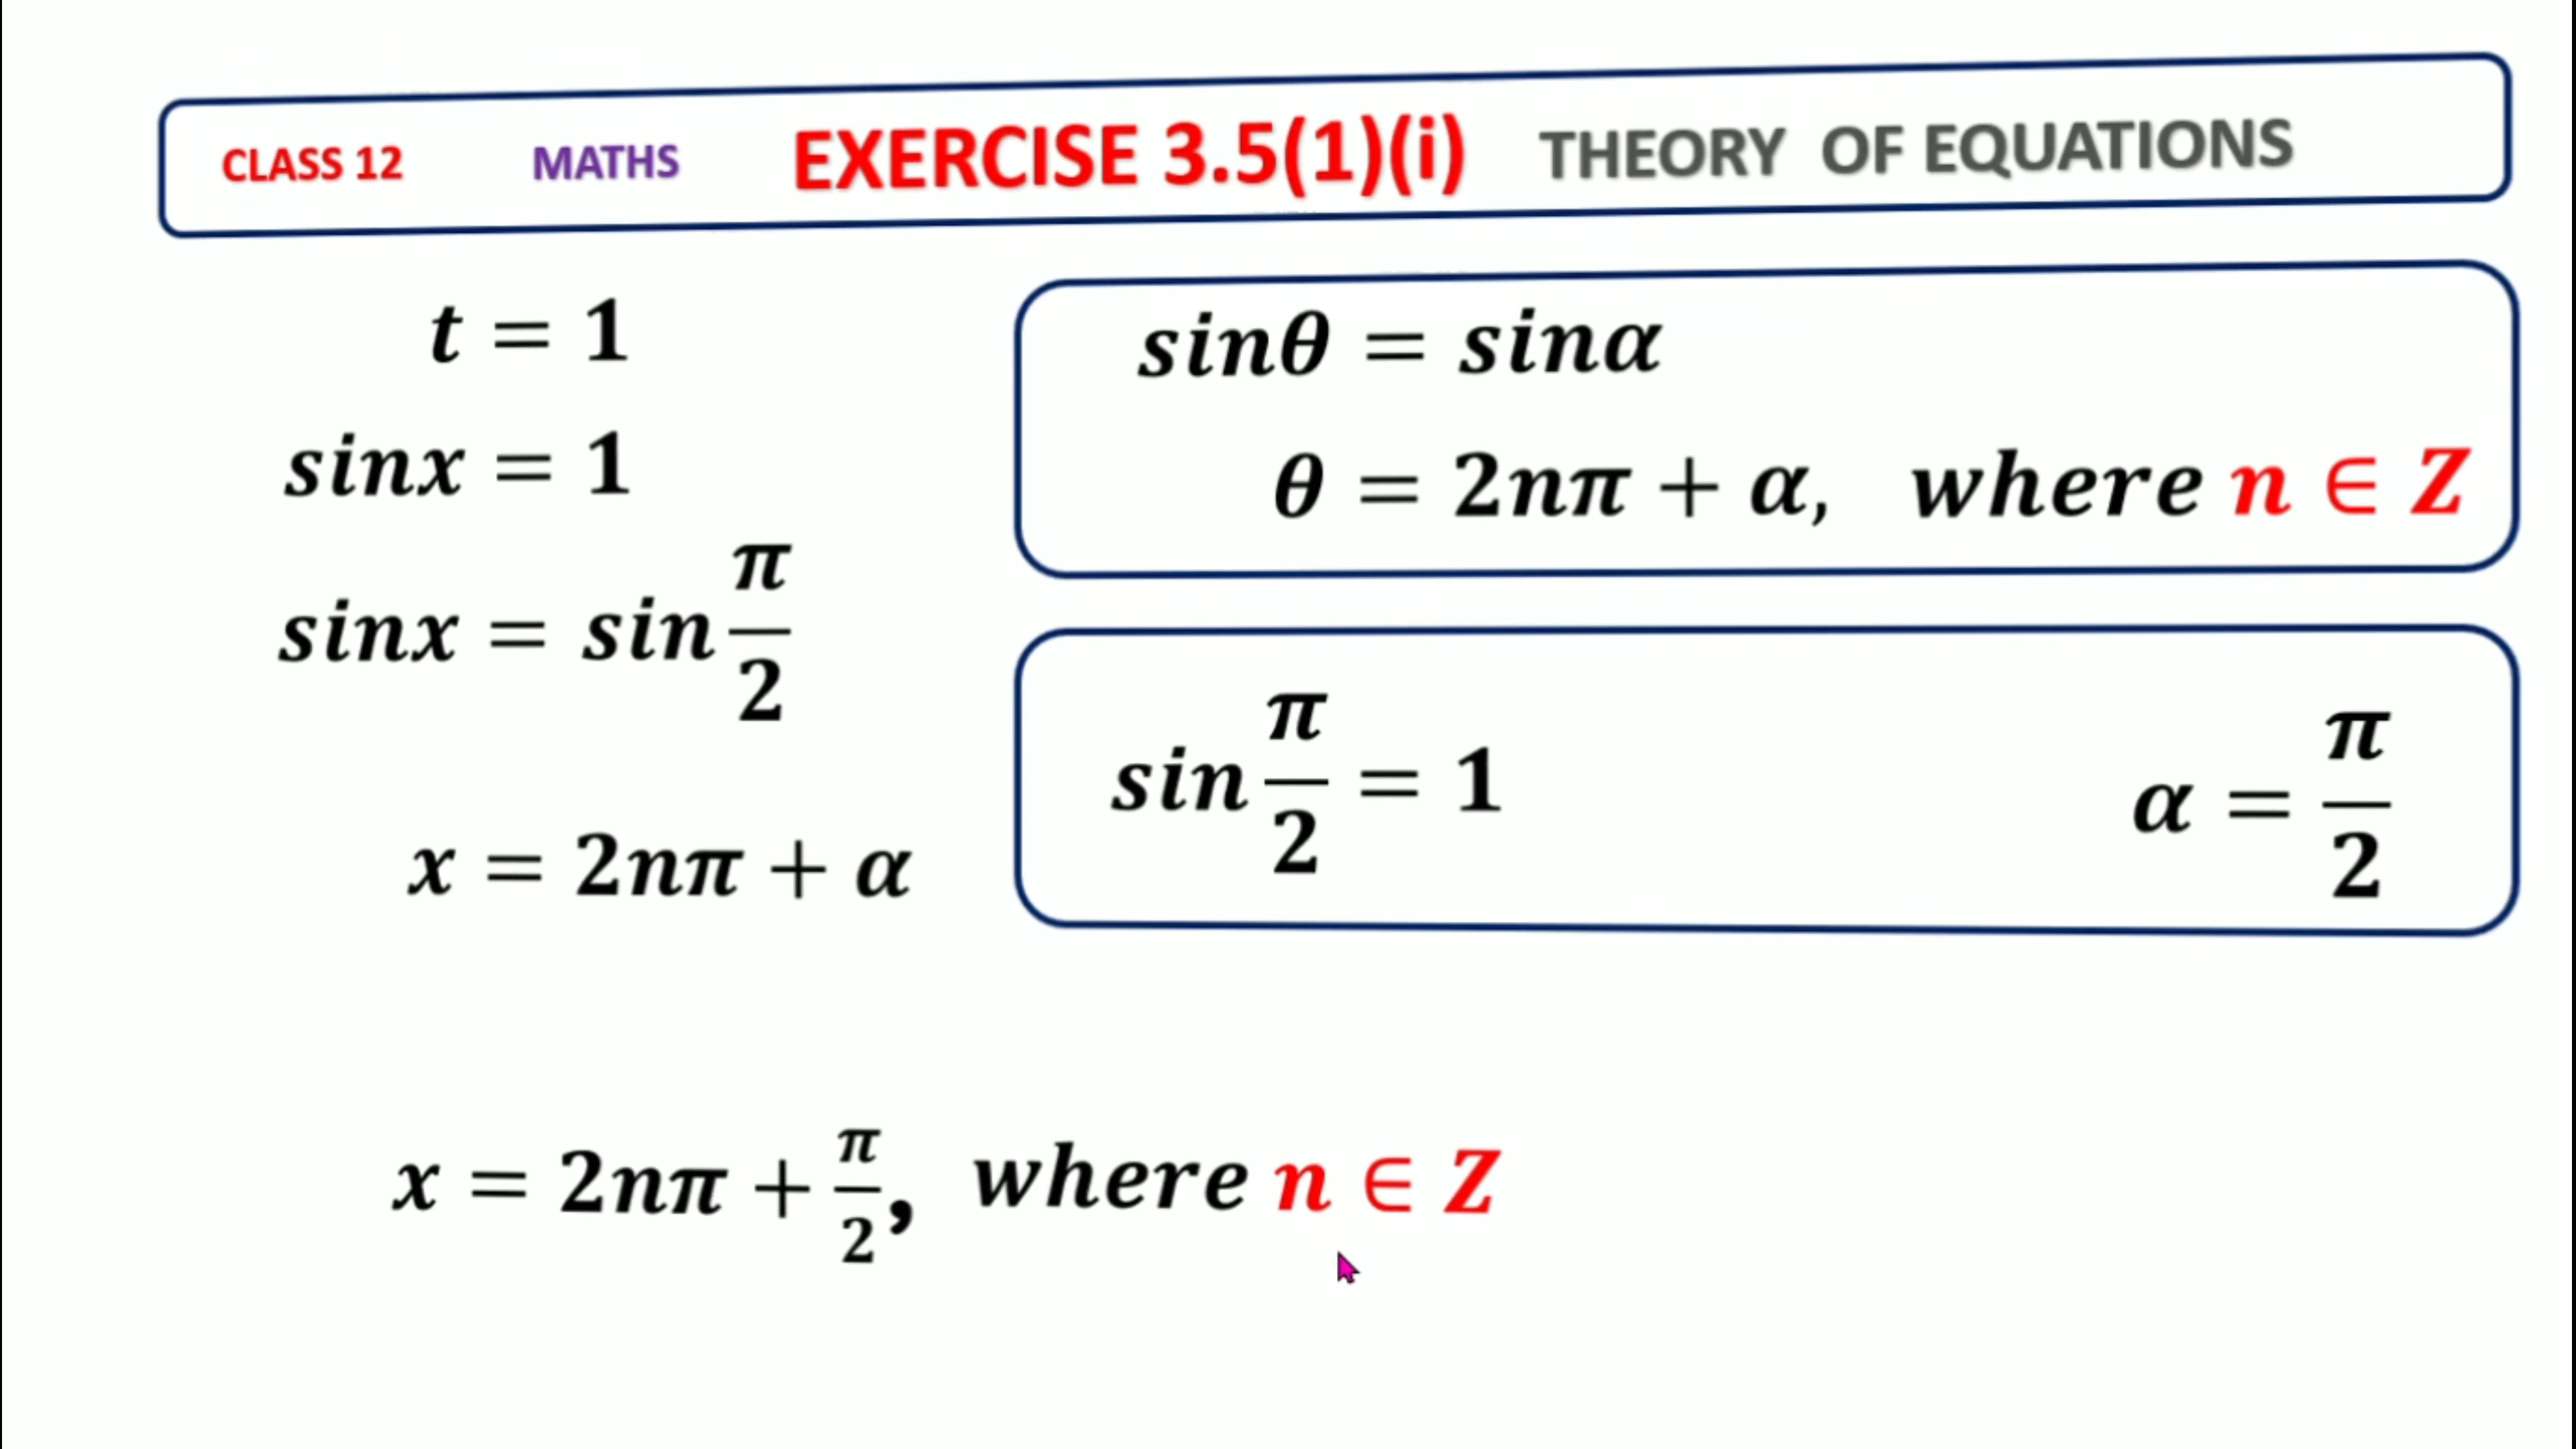 CLASS 12 MATHS EXERCISE 3.5(1)(i) THEORY OF EQUATIONS
t = 1
sinx = 1
sinx = sin π/2
x = 2nπ + α
sinθ = sinα
θ = 2nπ + α, where n ∈ Z
sin π/2 = 1 α = π/2
x = 2nπ + π/2, where n ∈ Z